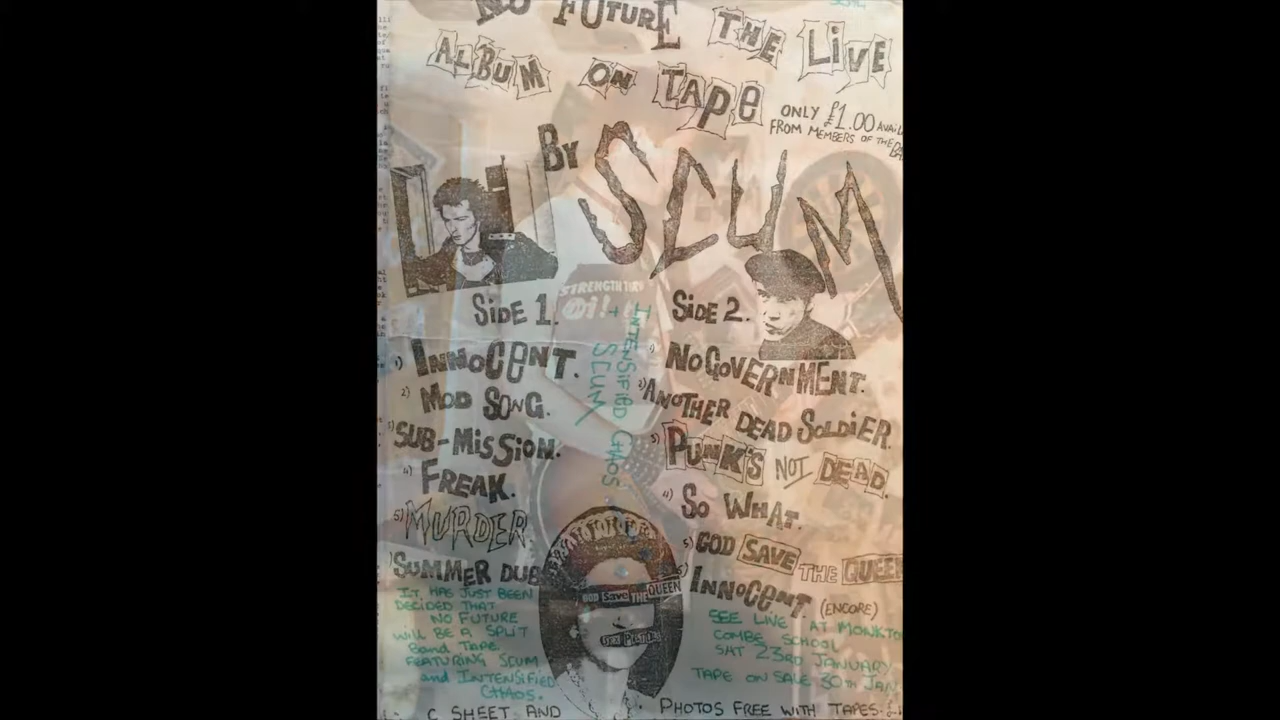 NO FUTURE THE LIVE
ALBUM ON TAPE
ONLY £1.00 AVAIL
FROM MEMBERS OF THE
BY SCUM
STRENGTH THRU
Oi!
SIDE 1.
1) INNOCENT.
2) MOD SONG.
3) SUB-MISSION.
4) FREAK.
5) MURDER
SUMMER DUB
INTENSIFIED CHAOS
+ SCUM
SIDE 2.
1) NO GOVERNMENT.
2) ANOTHER DEAD SOLDIER.
3) PUNK'S NOT DEAD.
4) SO WHAT.
5) GOD SAVE THE QUEEN
6) INNOCENT. (ENCORE)
GOD Save THE QUEEN
SEX PISTOLS
IT HAS JUST BEEN
DECIDED THAT
NO FUTURE
will BE A SPLIT
Band Tape
FEATURING SCUM
and INTENSIFIED
CHAOS.
SEE LIVE AT MONKTO
COMBE SCHOOL
SAT 23RD JANUARY
TAPE ON SALE 30TH JAN
C SHEET AND PHOTOS FREE WITH TAPES